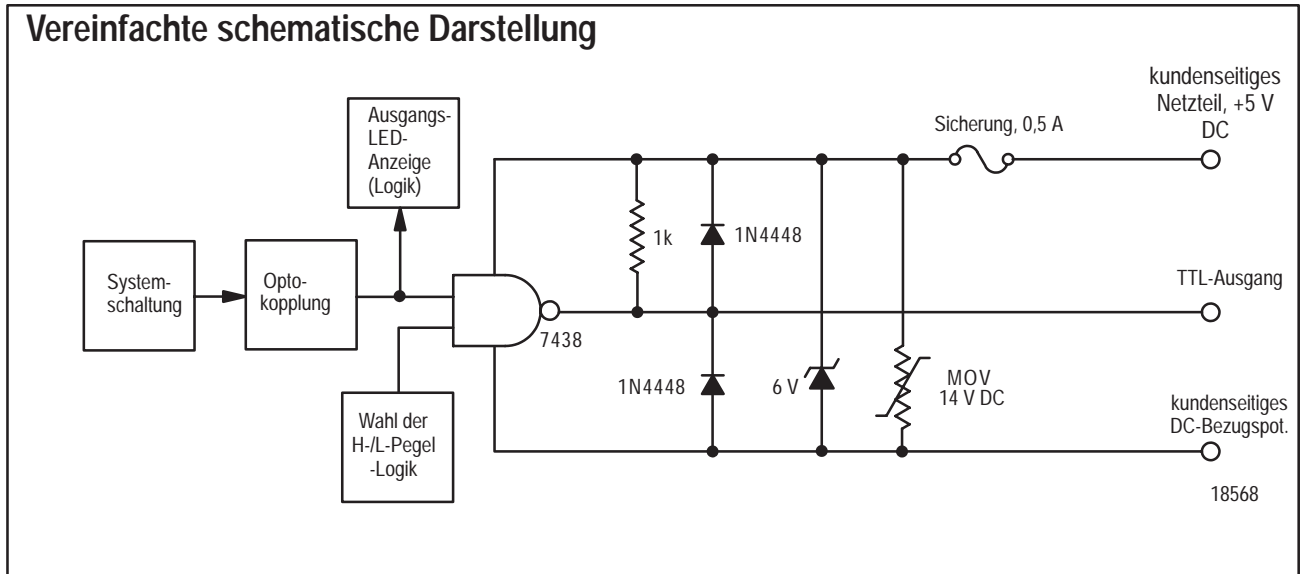 Vereinfachte schematische Darstellung
kundenseitiges
Netzteil, +5 V
DC
Ausgangs-
LED-
Anzeige
(Logik)
Sicherung, 0,5 A
1k
1N4448
System-
schaltung
Opto-
kopplung
TTL-Ausgang
7438
1N4448
6 V
MOV
14 V DC
Wahl der
H-/L-Pegel
-Logik
kundenseitiges
DC-Bezugspot.
18568